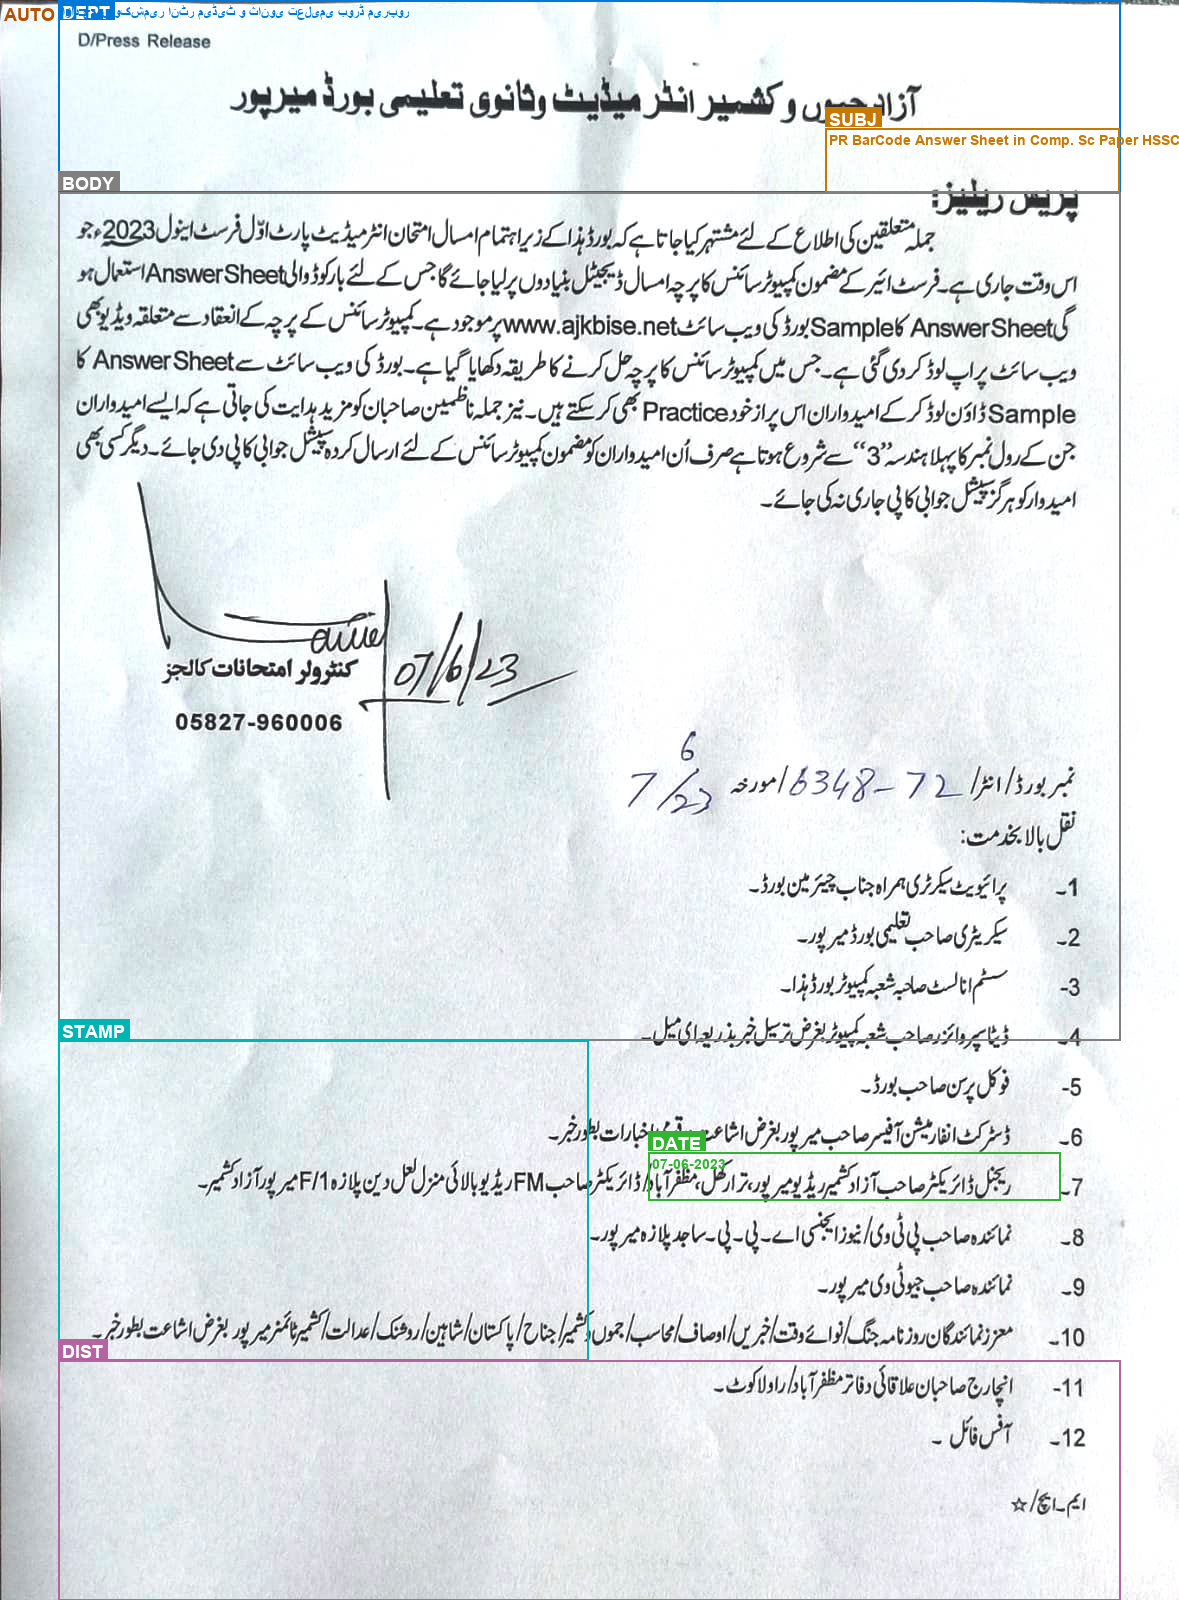 AUTO DEPT
آزاد جموں و کشمیر انٹر میڈیٹ و ثانوی تعلیمی بورڈ میرپور
D/Press Release
آزاد جموں و کشمیر انٹر میڈیٹ وثانوی تعلیمی بورڈ میرپور
SUBJ
PR BarCode Answer Sheet in Comp. Sc Paper HSSC
BODY
پریس ریلیز:
جملہ متعلقین کی اطلاع کے لئے مشتہر کیا جاتا ہے کہ بورڈ ہذا کے زیر اہتمام امسال امتحان انٹرمیڈیٹ پارٹ اوّل فرسٹ اینول 2023ء جو
اس وقت جاری ہے۔ فرسٹ ائیر کے مضمون کمپیوٹر سائنس کا پرچہ امسال ڈیجیٹل بنیادوں پر لیا جائے گا جس کے لئے بار کوڈ والی Answer Sheet استعمال ہو
گی Answer Sheet کا Sample بورڈ کی ویب سائٹ www.ajkbise.net پر موجود ہے۔ کمپیوٹر سائنس کے پرچہ کے انعقاد سے متعلقہ ویڈیو بھی
ویب سائٹ پر اپ لوڈ کر دی گئی ہے۔ جس میں کمپیوٹر سائنس کا پرچہ حل کرنے کا طریقہ دکھایا گیا ہے۔ بورڈ کی ویب سائٹ سے Answer Sheet کا
Sample ڈاؤن لوڈ کر کے امیدواران اس پر از خود Practice بھی کر سکتے ہیں۔ نیز جملہ ناظمین صاحبان کو مزید ہدایت کی جاتی ہے کہ ایسے امیدواران
جن کے رول نمبر کا پہلا ہندسہ "3" سے شروع ہوتا ہے صرف اُن امیدواران کو مضمون کمپیوٹر سائنس کے لئے ارسال کردہ سپیشل جوابی کاپی دی جائے۔ دیگر کسی بھی
امیدوار کو ہرگز سپیشل جوابی کاپی جاری نہ کی جائے۔
07/6/23
کنٹرولر امتحانات کالجز
05827-960006
نمبر بورڈ/انٹر/ 6348-72 /مورخہ 7/6/23
نقل بالا بخدمت:
1۔ پرائیویٹ سیکرٹری ہمراہ جناب چیئرمین بورڈ۔
2۔ سیکریٹری صاحب تعلیمی بورڈ میرپور۔
3- سسٹم انالسٹ صاحبہ شعبہ کمپیوٹر بورڈ ہذا۔
STAMP
4۔ ڈیٹا سپروائزر صاحب شعبہ کمپیوٹر بغرض ترسیل خبر بذریعہ ای میل۔
5- فوکل پرسن صاحب بورڈ۔
6۔ ڈسٹرکٹ انفارمیشن آفیسر صاحب میرپور بغرض اشاعت اخبارات بطور خبر۔
DATE
07-06-2023
7۔ ریجنل ڈائریکٹر صاحب آزاد کشمیر ریڈیو میرپور، تراڑکھل، مظفرآباد/ ڈائریکٹر صاحب FM ریڈیو بالائی منزل لعل دین پلازہ F/1 میرپور آزاد کشمیر۔
8۔ نمائندہ صاحب پی ٹی وی/ نیوز ایجنسی اے۔ پی۔ پی۔ ساجد پلازہ میرپور۔
9۔ نمائندہ صاحب جیو ٹی وی میرپور۔
10۔ معزز نمائندگان روزنامہ جنگ/ نوائے وقت/ خبریں/ اوصاف/ محاسب/ جموں و کشمیر/ جناح/ پاکستان/ شاہین/ روشنک/ عدالت/ کشمیر ٹائمز میرپور بغرض اشاعت بطور خبر۔
DIST
11- انچارج صاحبان علاقائی دفاتر مظفرآباد/ راولاکوٹ۔
12۔ آفس فائل ۔
ایم۔ایچ/☆